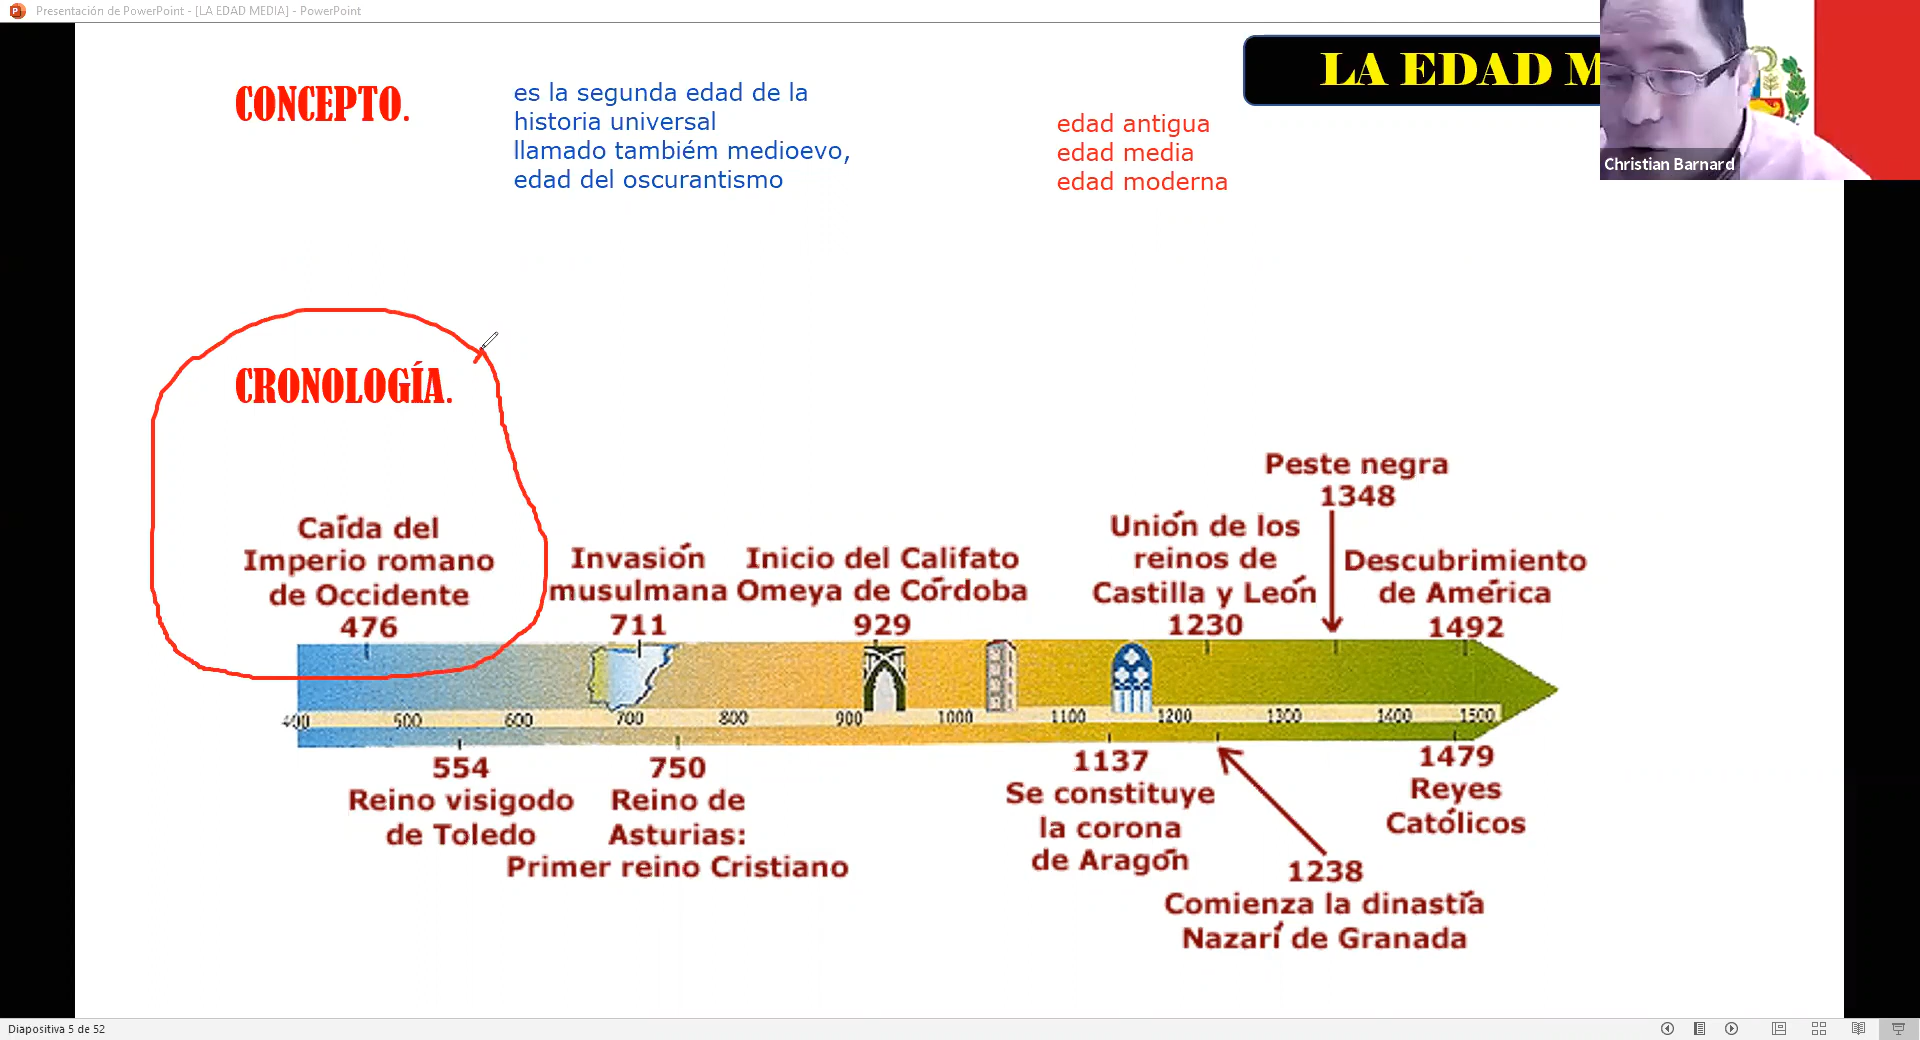 Presentación de PowerPoint - [LA EDAD MEDIA] - PowerPoint
LA EDAD M
CONCEPTO.
es la segunda edad de la
historia universal
llamado tambiém medioevo,
edad del oscurantismo
edad antigua
edad media
edad moderna
Christian Barnard
CRONOLOGÍA.
Caída del
Imperio romano
de Occidente
476
Invasión
musulmana
711
Inicio del Califato
Omeya de Córdoba
929
Unión de los
reinos de
Castilla y León
1230
Peste negra
1348
Descubrimiento
de América
1492
400 500 600 700 800 900 1000 1100 1200 1300 1400 1500
554
Reino visigodo
de Toledo
750
Reino de
Asturias:
Primer reino Cristiano
1137
Se constituye
la corona
de Aragón
1238
Comienza la dinastía
Nazarí de Granada
1479
Reyes
Católicos
Diapositiva 5 de 52